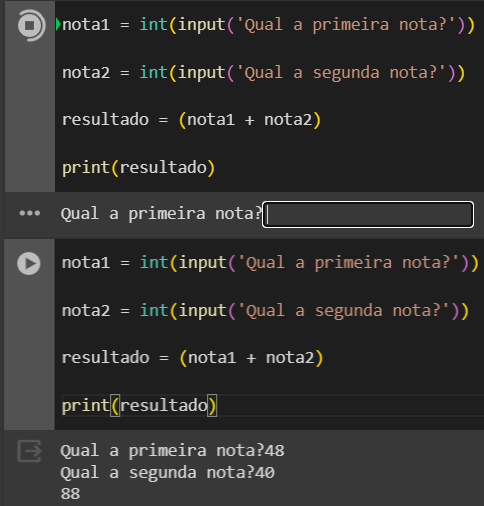 nota1 = int(input('Qual a primeira nota?'))
nota2 = int(input('Qual a segunda nota?'))
resultado = (nota1 + nota2)
print(resultado)
Qual a primeira nota?
nota1 = int(input('Qual a primeira nota?'))
nota2 = int(input('Qual a segunda nota?'))
resultado = (nota1 + nota2)
print(resultado)
Qual a primeira nota?48
Qual a segunda nota?40
88